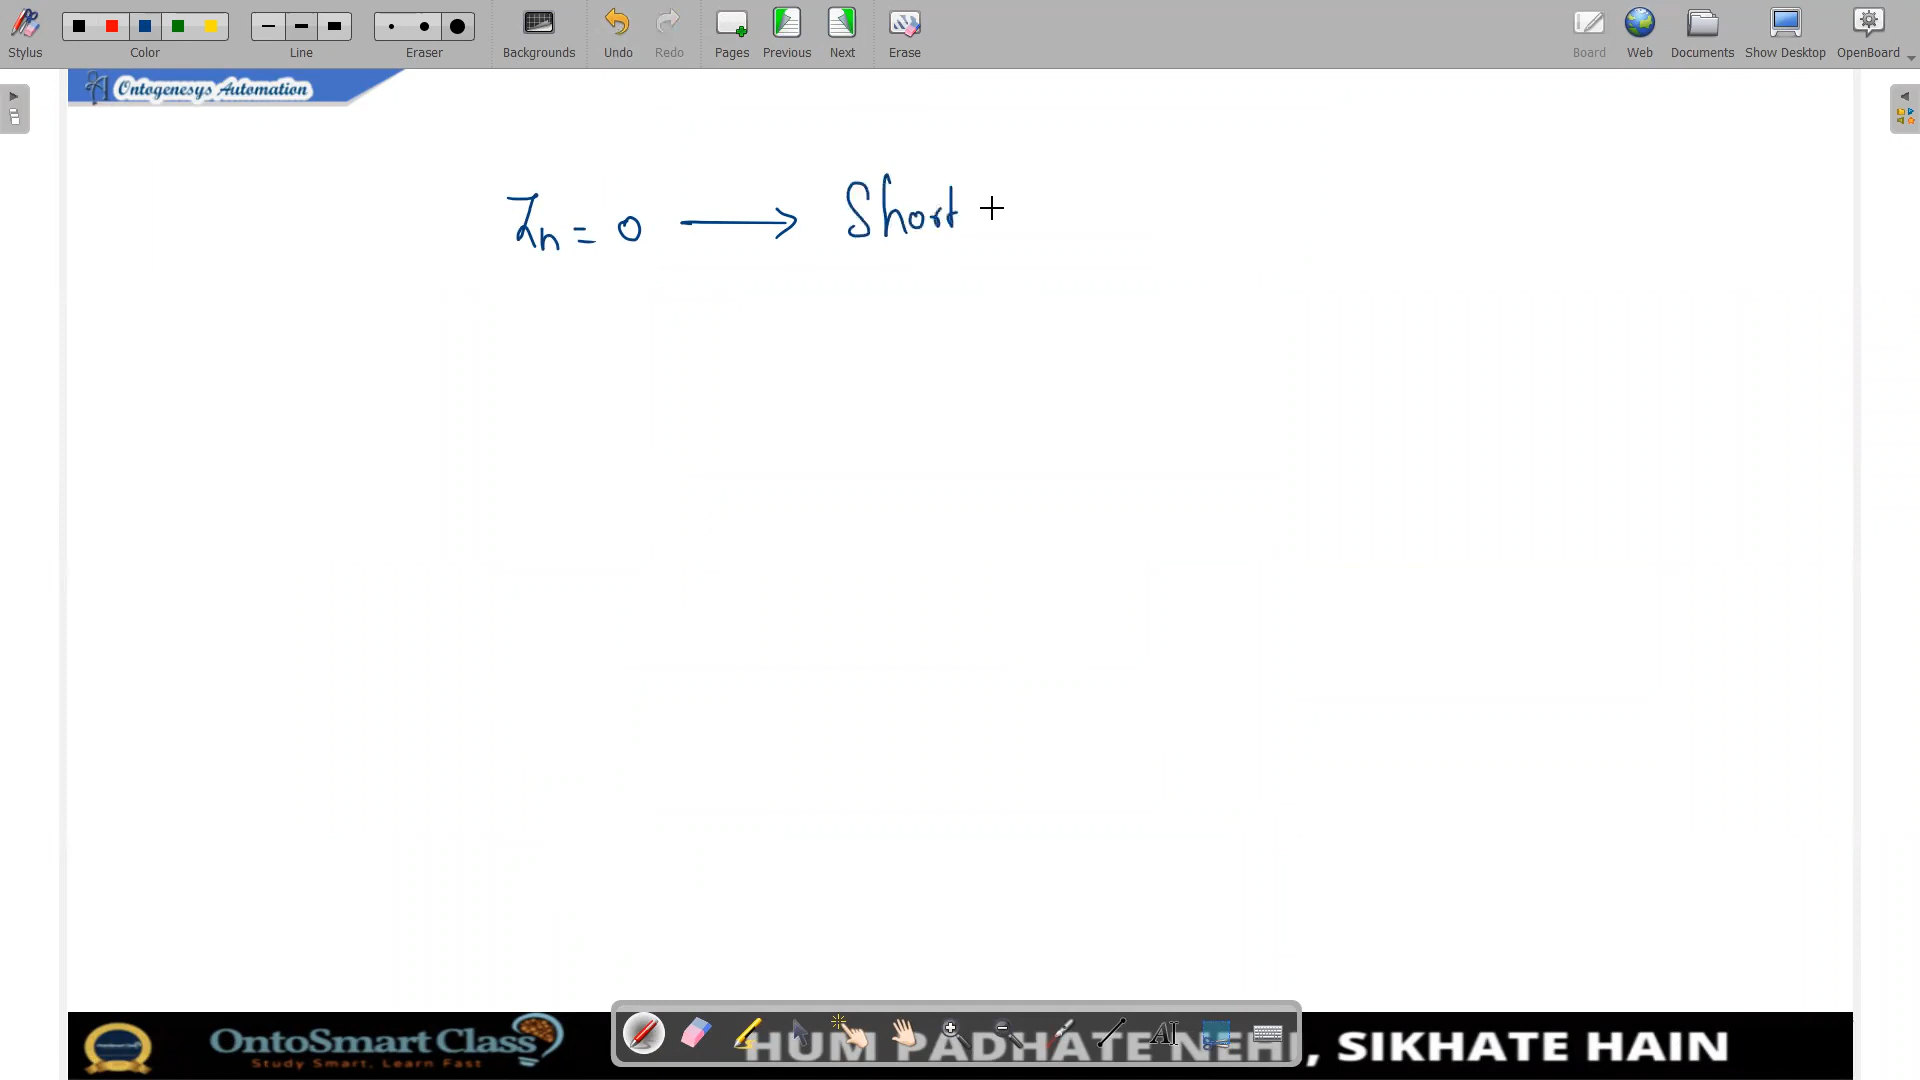 Stylus
Color
Line
Eraser
Backgrounds
Undo
Redo
Pages
Previous
Next
Erase
Board
Web
Documents
Show Desktop
OpenBoard
Ontogenesys Automation
Zn = 0 → Short
OntoSmart Class
Study Smart, Learn Fast
HUM PADHATE NEHI, SIKHATE HAIN